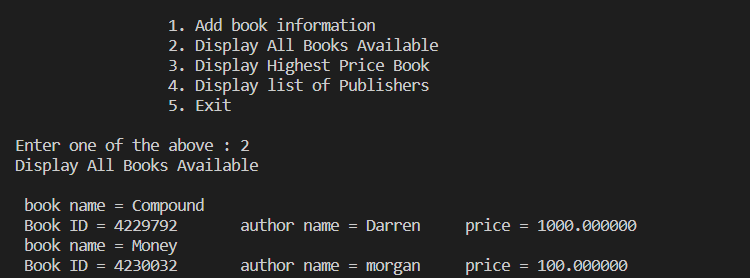 1. Add book information
2. Display All Books Available
3. Display Highest Price Book
4. Display list of Publishers
5. Exit
Enter one of the above : 2
Display All Books Available
book name = Compound
Book ID = 4229792 author name = Darren price = 1000.000000
book name = Money
Book ID = 4230032 author name = morgan price = 100.000000